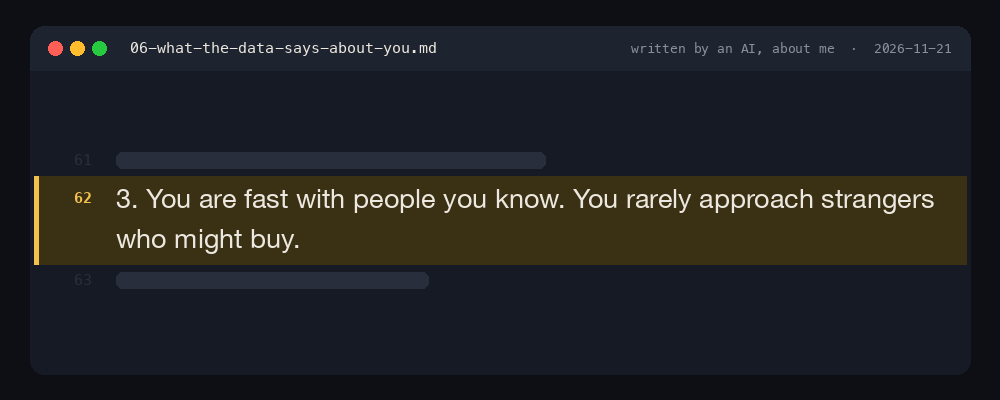 06-what-the-data-says-about-you.md
written by an AI, about me · 2026-11-21
61
62 3. You are fast with people you know. You rarely approach strangers
who might buy.
63